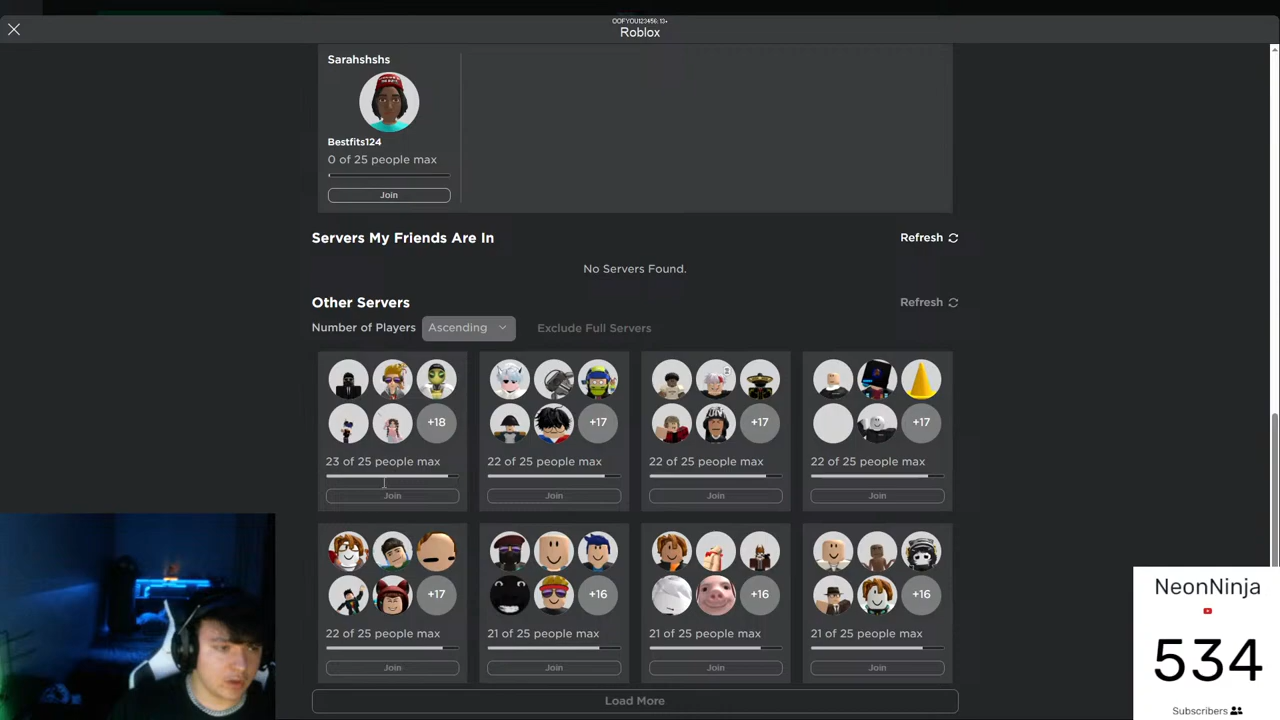 OOFYOU123456: 13+
Roblox
Sarahshshs
Bestfits124
0 of 25 people max
Join
Servers My Friends Are In
Refresh
No Servers Found.
Other Servers
Refresh
Number of Players
Ascending
Exclude Full Servers
+18
+17
+17
+17
23 of 25 people max
22 of 25 people max
22 of 25 people max
22 of 25 people max
Join
Join
Join
Join
+17
+16
+16
+16
22 of 25 people max
21 of 25 people max
21 of 25 people max
21 of 25 people max
Join
Join
Join
Join
Load More
NeonNinja
534
Subscribers